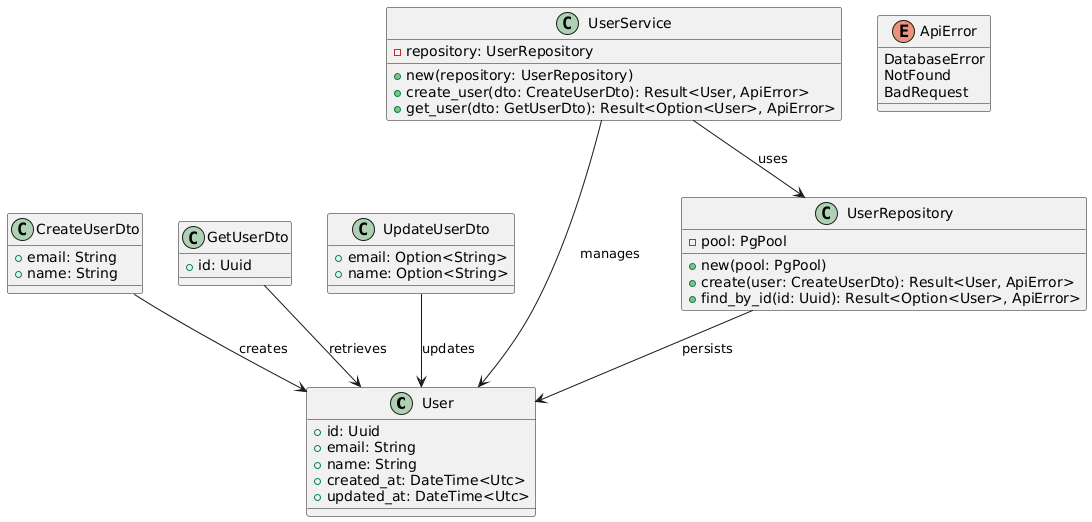 C UserService
repository: UserRepository
new(repository: UserRepository)
create_user(dto: CreateUserDto): Result<User, ApiError>
get_user(dto: GetUserDto): Result<Option<User>, ApiError>
E ApiError
DatabaseError
NotFound
BadRequest
uses
C CreateUserDto
email: String
name: String
C GetUserDto
id: Uuid
C UpdateUserDto
email: Option<String>
name: Option<String>
manages
C UserRepository
pool: PgPool
new(pool: PgPool)
create(user: CreateUserDto): Result<User, ApiError>
find_by_id(id: Uuid): Result<Option<User>, ApiError>
creates
retrieves
updates
persists
C User
id: Uuid
email: String
name: String
created_at: DateTime<Utc>
updated_at: DateTime<Utc>